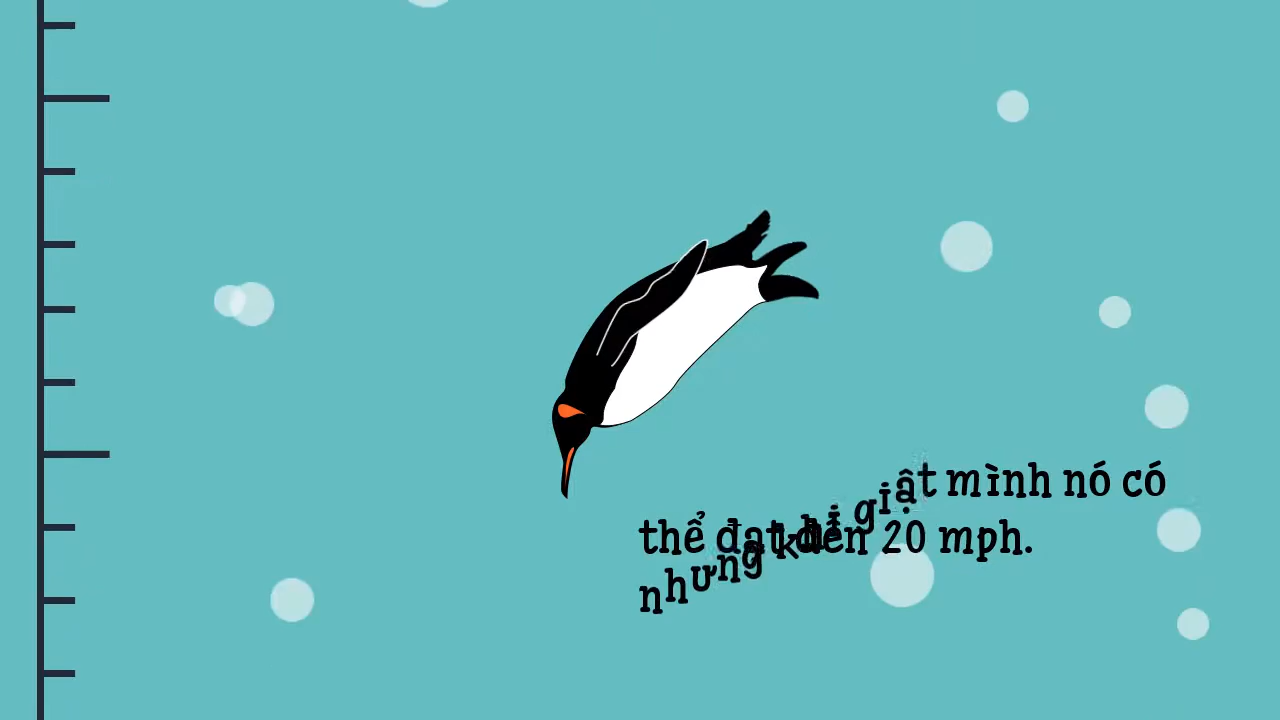 nhưng khi giật mình nó có
thể đạt đến 20 mph.